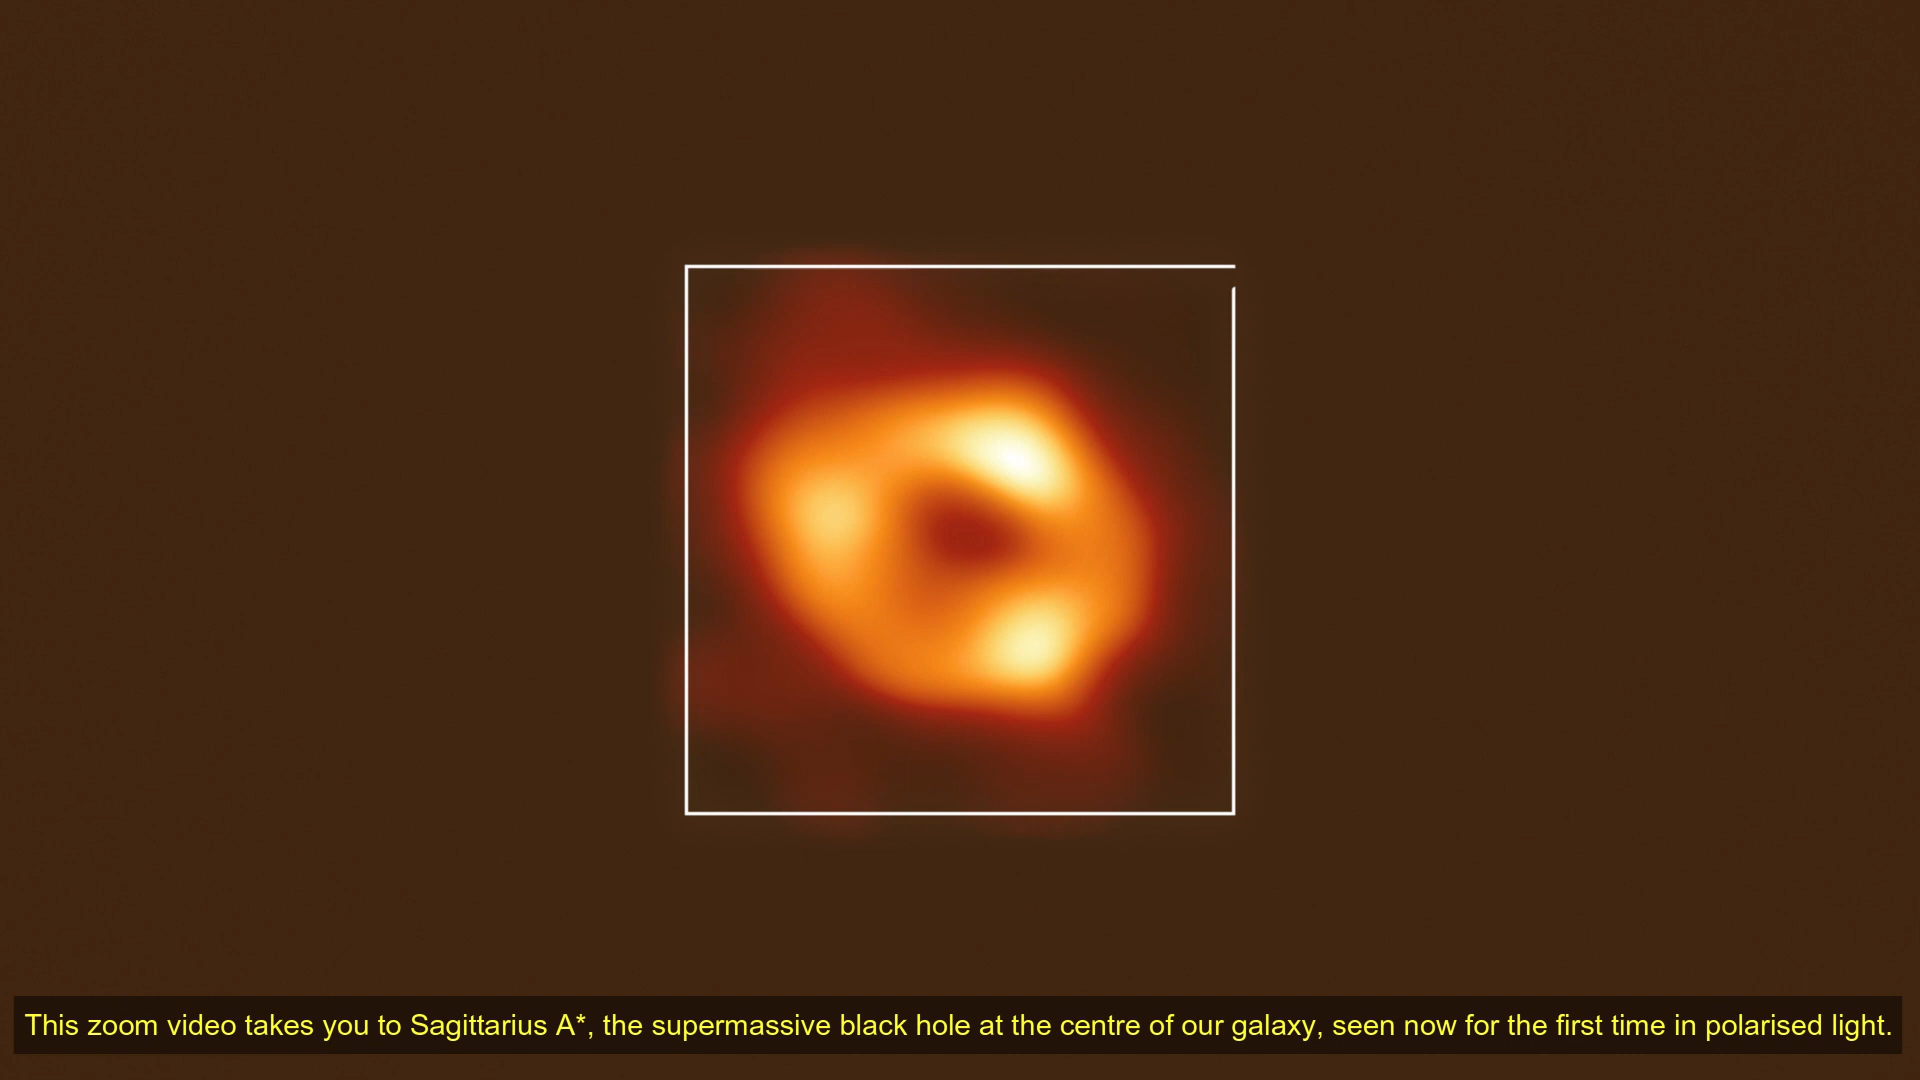 This zoom video takes you to Sagittarius A*, the supermassive black hole at the centre of our galaxy, seen now for the first time in polarised light.